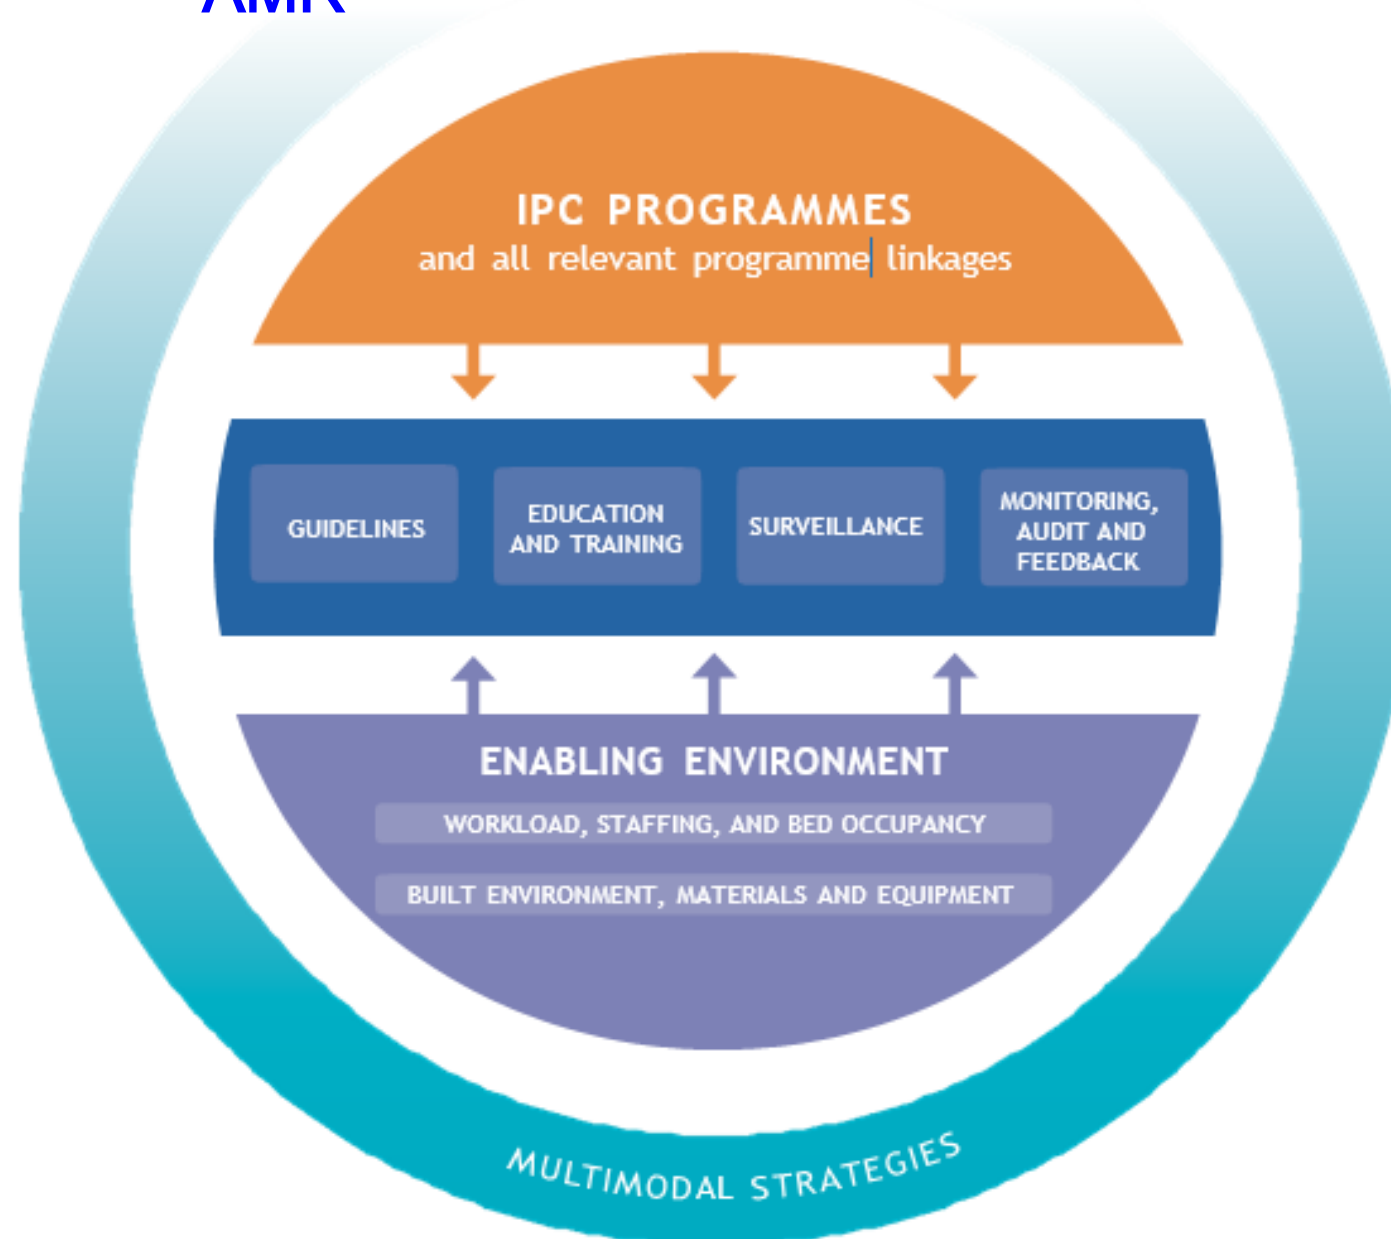 AMR
IPC PROGRAMMES
and all relevant programme linkages
GUIDELINES
EDUCATION
AND TRAINING
SURVEILLANCE
MONITORING,
AUDIT AND
FEEDBACK
ENABLING ENVIRONMENT
WORKLOAD, STAFFING, AND BED OCCUPANCY
BUILT ENVIRONMENT, MATERIALS AND EQUIPMENT
MULTIMODAL STRATEGIES